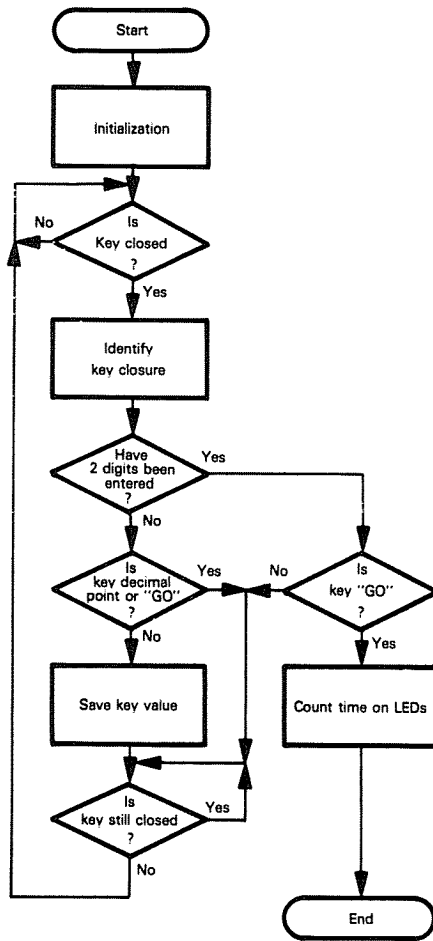 Start
Initialization
No
Is
Key closed
?
Yes
Identify
key closure
Have
2 digits been
entered
?
Yes
No
Is
key decimal
point or "GO"
?
Yes
No
Is
key "GO"
?
No
Yes
Save key value
Count time on LEDs
Is
key still closed
?
Yes
No
End